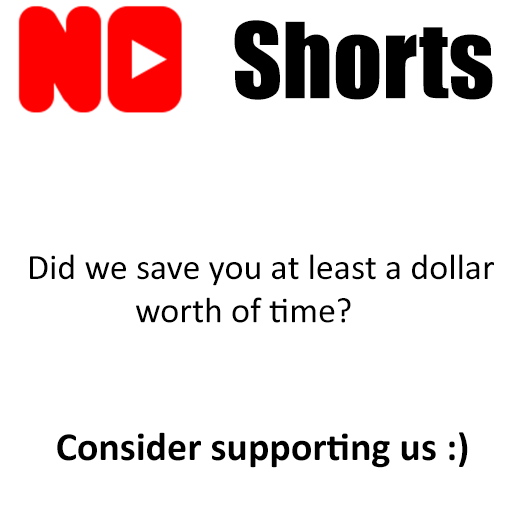 NO Shorts
Did we save you at least a dollar
worth of time?
Consider supporting us :)